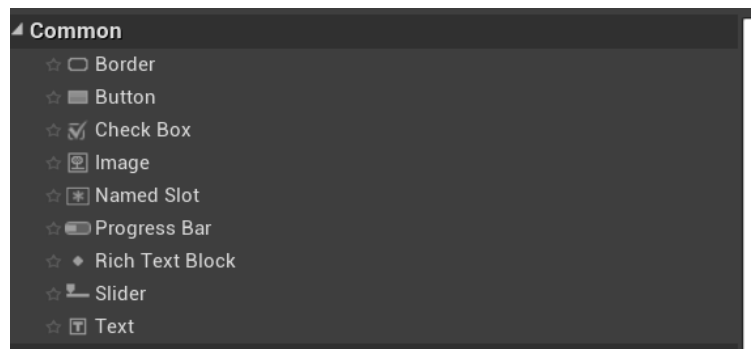 Common
Border
Button
Check Box
Image
Named Slot
Progress Bar
Rich Text Block
Slider
Text